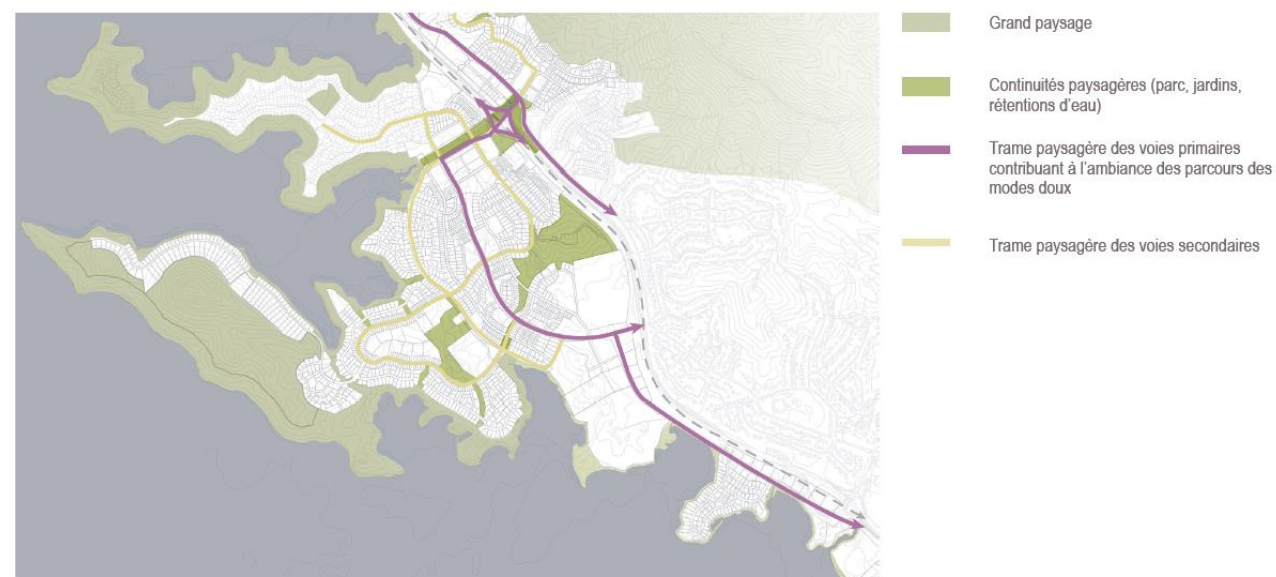 Grand paysage
Continuités paysagères (parc, jardins,
rétentions d'eau)
Trame paysagère des voies primaires
contribuant à l'ambiance des parcours des
modes doux
Trame paysagère des voies secondaires